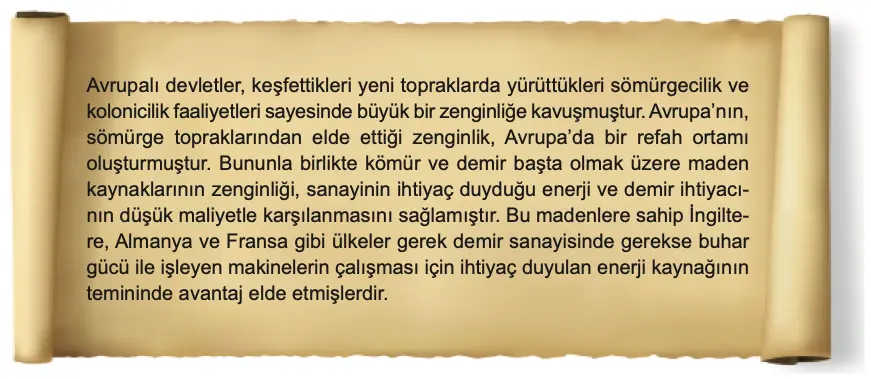 Avrupalı devletler, keşfettikleri yeni topraklarda yürüttükleri sömürgecilik ve
kolonicilik faaliyetleri sayesinde büyük bir zenginliğe kavuşmuştur. Avrupa’nın,
sömürge topraklarından elde ettiği zenginlik, Avrupa’da bir refah ortamı
oluşturmuştur. Bununla birlikte kömür ve demir başta olmak üzere maden
kaynaklarının zenginliği, sanayinin ihtiyaç duyduğu enerji ve demir ihtiyacı-
nın düşük maliyetle karşılanmasını sağlamıştır. Bu madenlere sahip İngilte-
re, Almanya ve Fransa gibi ülkeler gerek demir sanayisinde gerekse buhar
gücü ile işleyen makinelerin çalışması için ihtiyaç duyulan enerji kaynağının
temininde avantaj elde etmişlerdir.